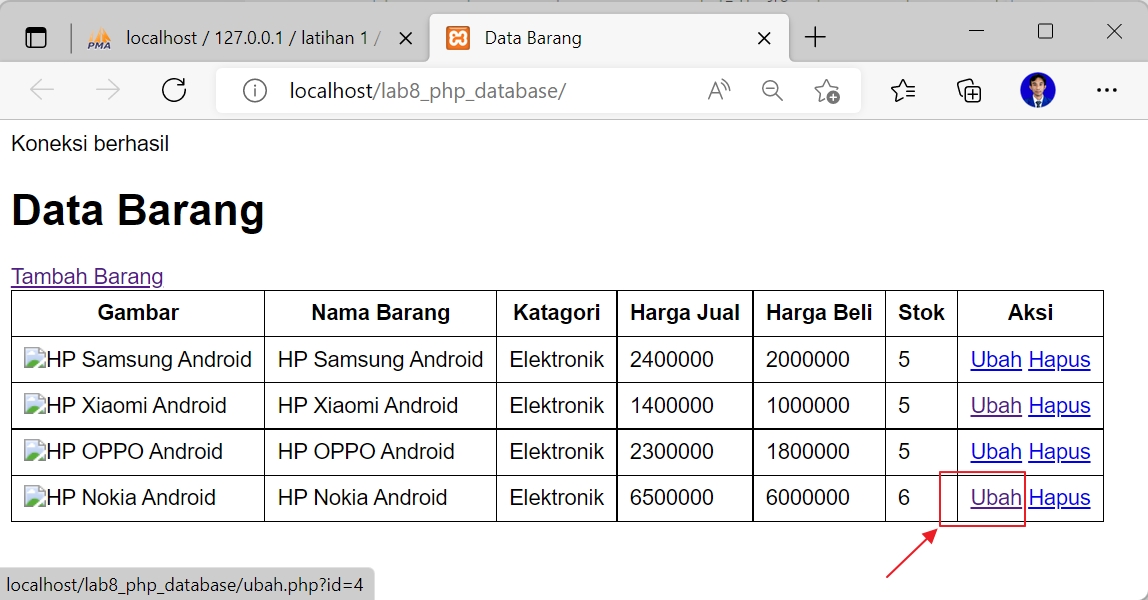 localhost / 127.0.0.1 / latihan 1 /
Data Barang
localhost/lab8_php_database/
Koneksi berhasil
Data Barang
Tambah Barang
Gambar Nama Barang Katagori Harga Jual Harga Beli Stok Aksi
HP Samsung Android HP Samsung Android Elektronik 2400000 2000000 5 Ubah Hapus
HP Xiaomi Android HP Xiaomi Android Elektronik 1400000 1000000 5 Ubah Hapus
HP OPPO Android HP OPPO Android Elektronik 2300000 1800000 5 Ubah Hapus
HP Nokia Android HP Nokia Android Elektronik 6500000 6000000 6 Ubah Hapus
localhost/lab8_php_database/ubah.php?id=4